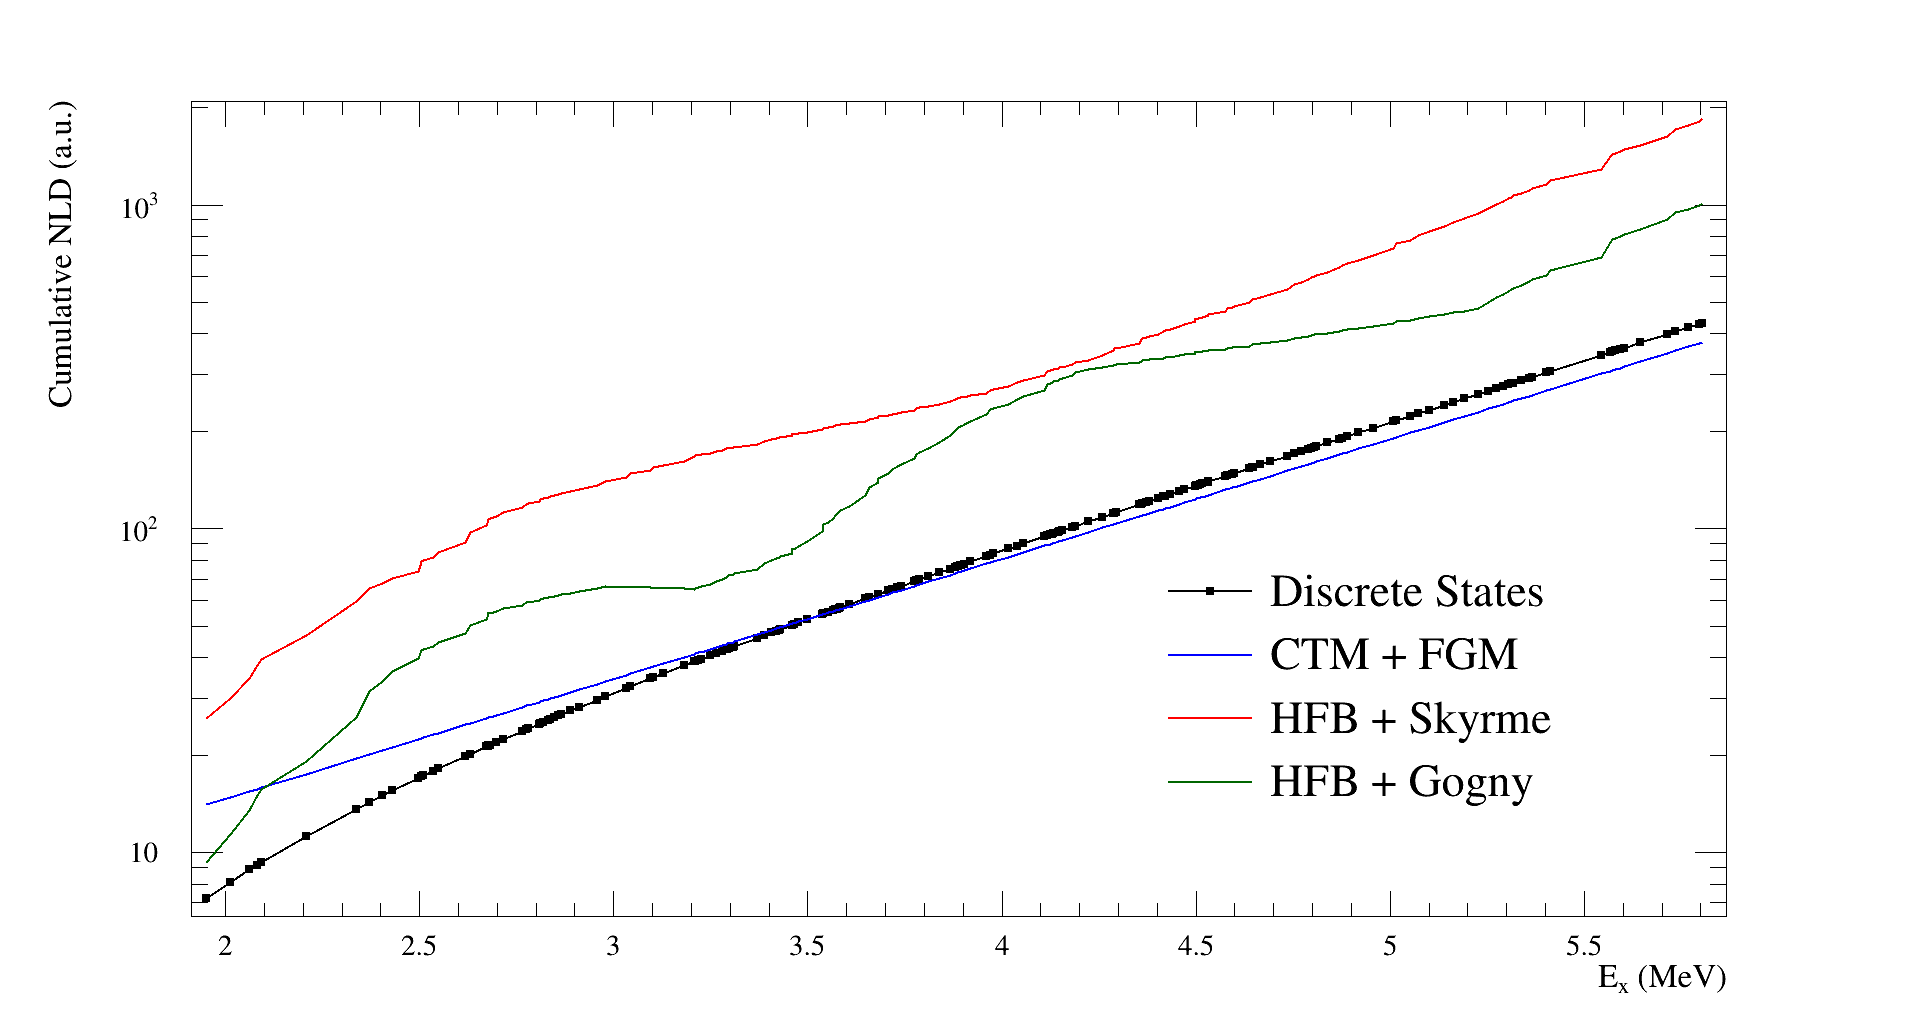 Cumulative NLD (a.u.)
10³
10²
10
Discrete States
CTM + FGM
HFB + Skyrme
HFB + Gogny
2 2.5 3 3.5 4 4.5 5 5.5
Eₓ (MeV)